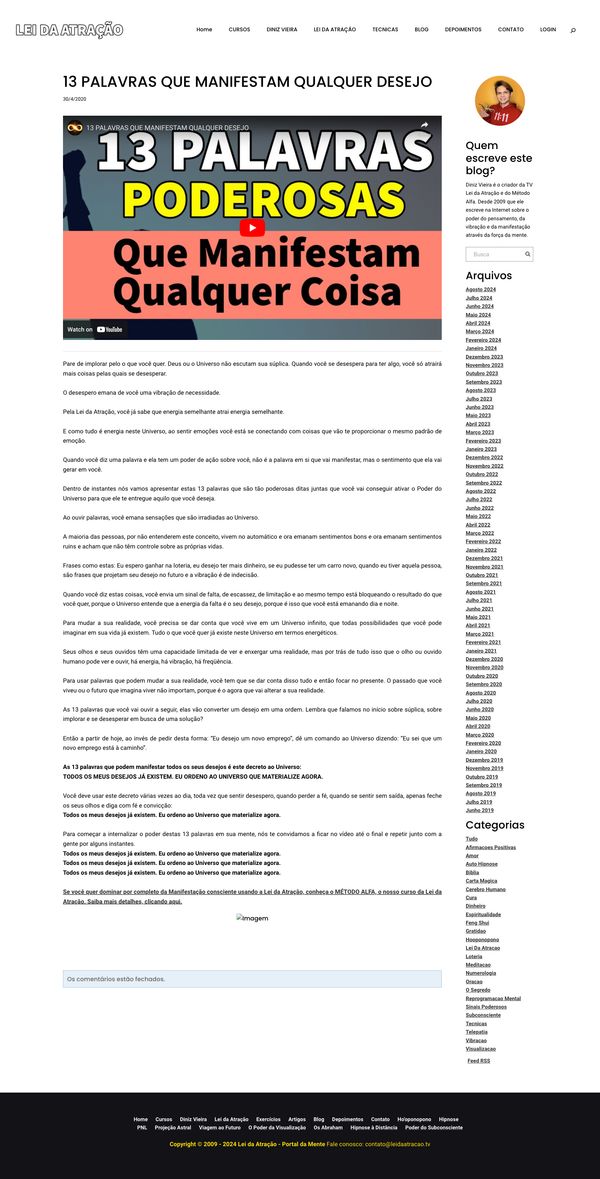 LEI DA ATRAÇÃO
Home CURSOS DINIZ VIEIRA LEI DA ATRAÇÃO TECNICAS BLOG DEPOIMENTOS CONTATO LOGIN
13 PALAVRAS QUE MANIFESTAM QUALQUER DESEJO
30/4/2020
13 PALAVRAS QUE MANIFESTAM QUALQUER DESEJO
13 PALAVRAS
PODEROSAS
Que Manifestam
Qualquer Coisa
Watch on YouTube
Pare de implorar pelo o que você quer. Deus ou o Universo não escutam sua súplica. Quando você se desespera para ter algo, você só atrairá
mais coisas pelas quais se desesperar.
O desespero emana de você uma vibração de necessidade.
Pela Lei da Atração, você já sabe que energia semelhante atrai energia semelhante.
E como tudo é energia neste Universo, ao sentir emoções você está se conectando com coisas que vão te proporcionar o mesmo padrão de
emoção.
Quando você diz uma palavra e ela tem um poder de ação sobre você, não é a palavra em si que vai manifestar, mas o sentimento que ela vai
gerar em você.
Dentro de instantes nós vamos apresentar estas 13 palavras que são tão poderosas ditas juntas que você vai conseguir ativar o Poder do
Universo para que ele te entregue aquilo que você deseja.
Ao ouvir palavras, você emana sensações que são irradiadas ao Universo.
A maioria das pessoas, por não entenderem este conceito, vivem no automático e ora emanam sentimentos bons e ora emanam sentimentos
ruins e acham que não têm controle sobre as próprias vidas.
Frases como estas: Eu espero ganhar na loteria, eu desejo ter mais dinheiro, se eu pudesse ter um carro novo, quando eu tiver aquela pessoa,
são frases que projetam seu desejo no futuro e a vibração é de indecisão.
Quando você diz estas coisas, você envia um sinal de falta, de escassez, de limitação e ao mesmo tempo está bloqueando o resultado do que
você quer, porque o Universo entende que a energia da falta é o seu desejo, porque é isso que você está emanando dia e noite.
Para mudar a sua realidade, você precisa se dar conta que você vive em um Universo infinito, que todas possibilidades que você pode
imaginar em sua vida já existem. Tudo o que você quer já existe neste Universo em termos energéticos.
Seus olhos e seus ouvidos têm uma capacidade limitada de ver e enxergar uma realidade, mas por trás de tudo isso que o olho ou ouvido
humano pode ver e ouvir, há energia, há vibração, há freqüência.
Para usar palavras que podem mudar a sua realidade, você tem que se dar conta disso tudo e então focar no presente. O passado que você
viveu ou o futuro que imagina viver não importam, porque é o agora que vai alterar a sua realidade.
As 13 palavras que você vai ouvir a seguir, elas vão converter um desejo em uma ordem. Lembra que falamos no início sobre súplica, sobre
implorar e se desesperar em busca de uma solução?
Então a partir de hoje, ao invés de pedir desta forma: “Eu desejo um novo emprego”, dê um comando ao Universo dizendo: “Eu sei que um
novo emprego está à caminho”.
As 13 palavras que podem manifestar todos os seus desejos é este decreto ao Universo:
TODOS OS MEUS DESEJOS JÁ EXISTEM. EU ORDENO AO UNIVERSO QUE MATERIALIZE AGORA.
Você deve usar este decreto várias vezes ao dia, toda vez que sentir desespero, quando perder a fé, quando se sentir sem saída, apenas feche
os seus olhos e diga com fé e convicção:
Todos os meus desejos já existem. Eu ordeno ao Universo que materialize agora.
Para começar a internalizar o poder destas 13 palavras em sua mente, nós te convidamos a ficar no vídeo até o final e repetir junto com a
gente por alguns instantes.
Todos os meus desejos já existem. Eu ordeno ao Universo que materialize agora.
Todos os meus desejos já existem. Eu ordeno ao Universo que materialize agora.
Todos os meus desejos já existem. Eu ordeno ao Universo que materialize agora.
Se você quer dominar por completo da Manifestação consciente usando a Lei da Atração, conheça o MÉTODO ALFA, o nosso curso da Lei da
Atração. Saiba mais detalhes, clicando aqui.
Imagem
Os comentários estão fechados.
11:11
Quem
escreve este
blog?
Diniz Vieira é o criador da TV
Lei da Atração e do Método
Alfa. Desde 2009 que ele
escreve na Internet sobre o
poder do pensamento, da
vibração e da manifestação
através da força da mente.
Busca
Arquivos
Agosto 2024
Julho 2024
Junho 2024
Maio 2024
Abril 2024
Março 2024
Fevereiro 2024
Janeiro 2024
Dezembro 2023
Novembro 2023
Outubro 2023
Setembro 2023
Agosto 2023
Julho 2023
Junho 2023
Maio 2023
Abril 2023
Março 2023
Fevereiro 2023
Janeiro 2023
Dezembro 2022
Novembro 2022
Outubro 2022
Setembro 2022
Agosto 2022
Julho 2022
Junho 2022
Maio 2022
Abril 2022
Março 2022
Fevereiro 2022
Janeiro 2022
Dezembro 2021
Novembro 2021
Outubro 2021
Setembro 2021
Agosto 2021
Julho 2021
Junho 2021
Maio 2021
Abril 2021
Março 2021
Fevereiro 2021
Janeiro 2021
Dezembro 2020
Novembro 2020
Outubro 2020
Setembro 2020
Agosto 2020
Julho 2020
Junho 2020
Maio 2020
Abril 2020
Março 2020
Fevereiro 2020
Janeiro 2020
Dezembro 2019
Novembro 2019
Outubro 2019
Setembro 2019
Agosto 2019
Julho 2019
Junho 2019
Categorias
Tudo
Afirmacoes Positivas
Amor
Auto Hipnose
Biblia
Carta Magica
Cerebro Humano
Cura
Dinheiro
Espiritualidade
Feng Shui
Gratidao
Hooponopono
Lei Da Atracao
Loteria
Meditacao
Numerologia
Oracao
O Segredo
Reprogramacao Mental
Sinais Poderosos
Subconsciente
Tecnicas
Telepatia
Vibracao
Visualizacao
Feed RSS
Home Cursos Diniz Vieira Lei da Atração Exercícios Artigos Blog Depoimentos Contato Ho'oponopono Hipnose
PNL Projeção Astral Viagem ao Futuro O Poder da Visualização Os Abraham Hipnose à Distância Poder do Subconsciente
Copyright © 2009 - 2024 Lei da Atração - Portal da Mente Fale conosco: contato@leidaatracao.tv